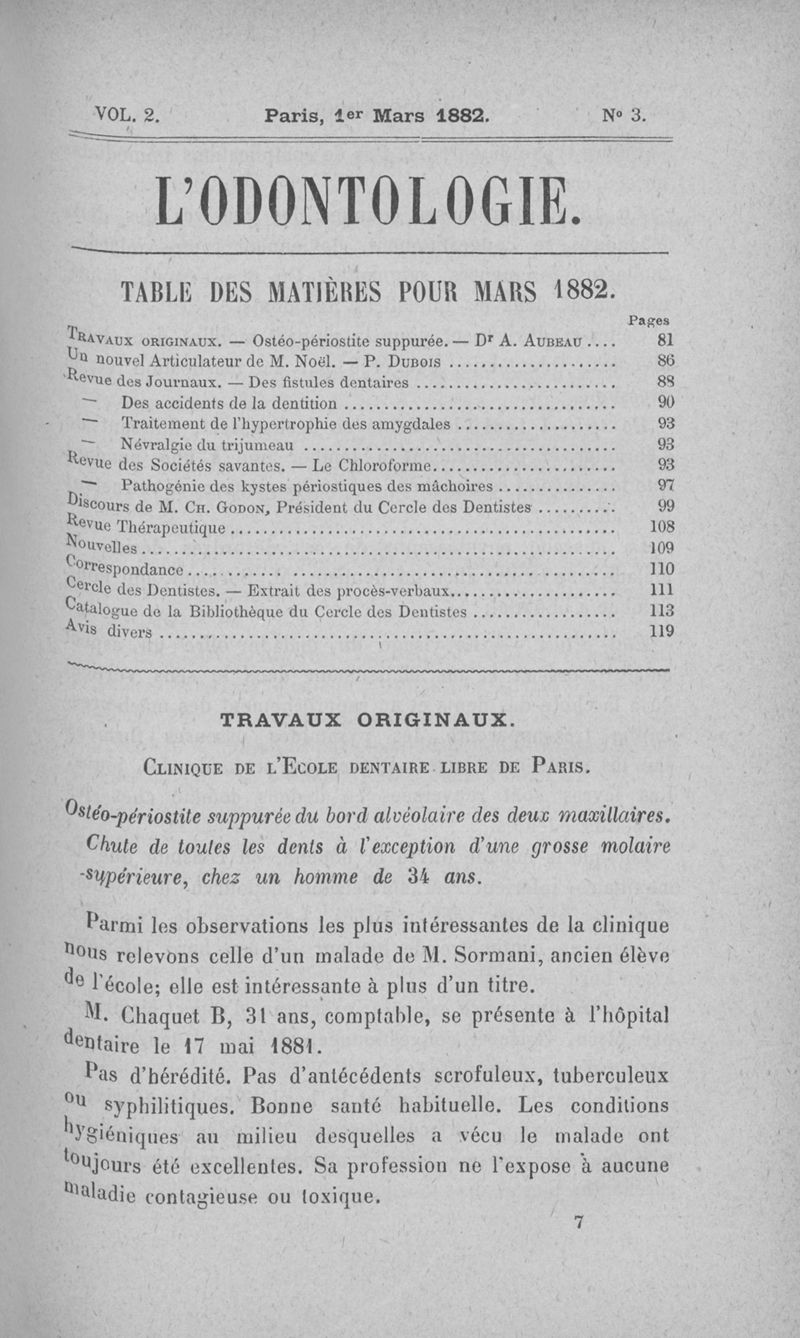 VOL. 2. Paris, 1er Mars 1882. N° 3.
L'ODONTOLOGIE.
TABLE DES MATIÈRES POUR MARS 1882.
Pages
TRAVAUX ORIGINAUX. — Ostéo-périostite suppurée. — Dr A. AUBEAU .... 81
Un nouvel Articulateur de M. Noël. — P. DUBOIS .................... 86
Revue des Journaux. — Des fistules dentaires ........................ 88
— Des accidents de la dentition ................................ 90
— Traitement de l'hypertrophie des amygdales .................. 93
— Névralgie du trijumeau ..................................... 93
Revue des Sociétés savantes. — Le Chloroforme...................... 93
— Pathogénie des kystes périostiques des mâchoires ............... 97
Discours de M. CH. GODON, Président du Cercle des Dentistes .......... 99
Revue Thérapeutique .............................................. 108
Nouvelles ........................................................ 109
Correspondance .................................................. 110
Cercle des Dentistes. — Extrait des procès-verbaux.................... 111
Catalogue de la Bibliothèque du Cercle des Dentistes .................. 113
Avis divers ...................................................... 119
TRAVAUX ORIGINAUX.
CLINIQUE DE L'ECOLE DENTAIRE LIBRE DE PARIS.
Ostéo-périostite suppurée du bord alvéolaire des deux maxillaires.
Chute de toutes les dents à l'exception d'une grosse molaire
supérieure, chez un homme de 34 ans.
Parmi les observations les plus intéressantes de la clinique
nous relevons celle d'un malade de M. Sormani, ancien élève
de l'école; elle est intéressante à plus d'un titre.
M. Chaquet B, 31 ans, comptable, se présente à l'hôpital
dentaire le 17 mai 1881.
Pas d'hérédité. Pas d'antécédents scrofuleux, tuberculeux
ou syphilitiques. Bonne santé habituelle. Les conditions
hygiéniques au milieu desquelles a vécu le malade ont
toujours été excellentes. Sa profession ne l'expose à aucune
maladie contagieuse ou toxique.
7